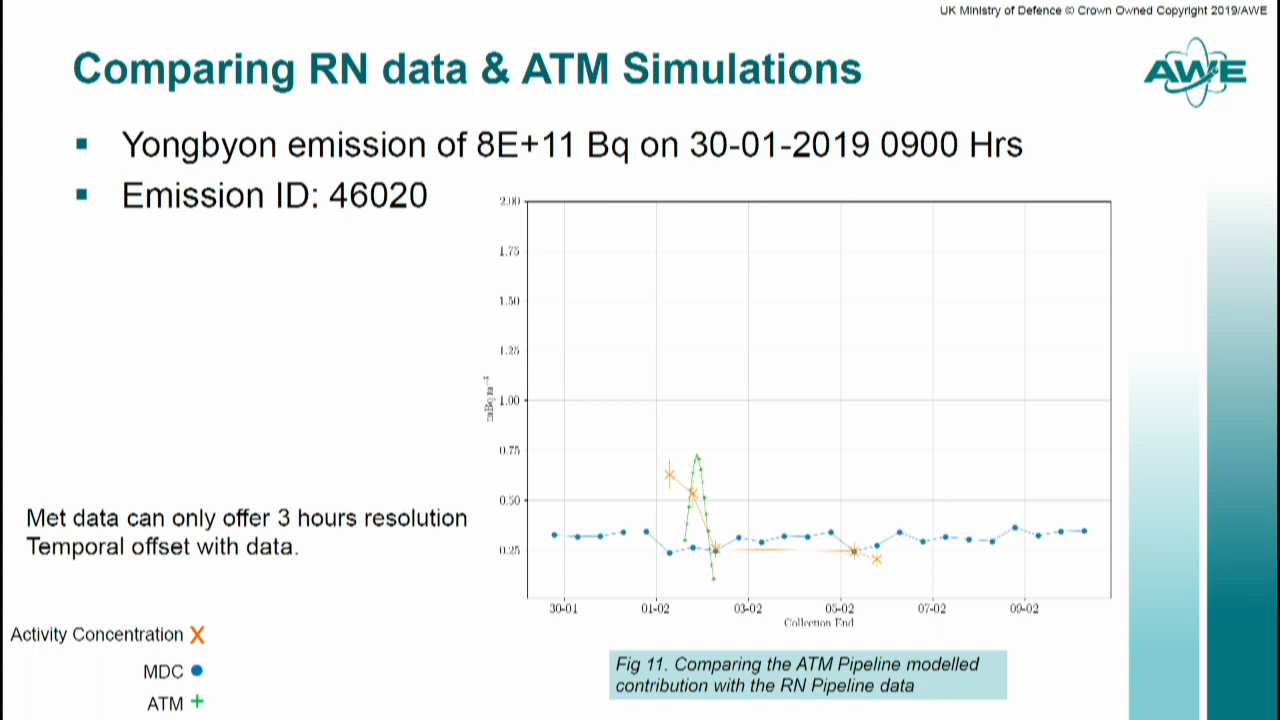 UK Ministry of Defence © Crown Owned Copyright 2019/AWE
Comparing RN data & ATM Simulations
AWE
▪ Yongbyon emission of 8E+11 Bq on 30-01-2019 0900 Hrs
▪ Emission ID: 46020
2.00
1.75
1.50
1.25
1.00
0.75
0.50
0.25
30-01 01-02 03-02 05-02 07-02 09-02
Collection End
Met data can only offer 3 hours resolution
Temporal offset with data.
Activity Concentration X
MDC
ATM +
Fig 11. Comparing the ATM Pipeline modelled
contribution with the RN Pipeline data